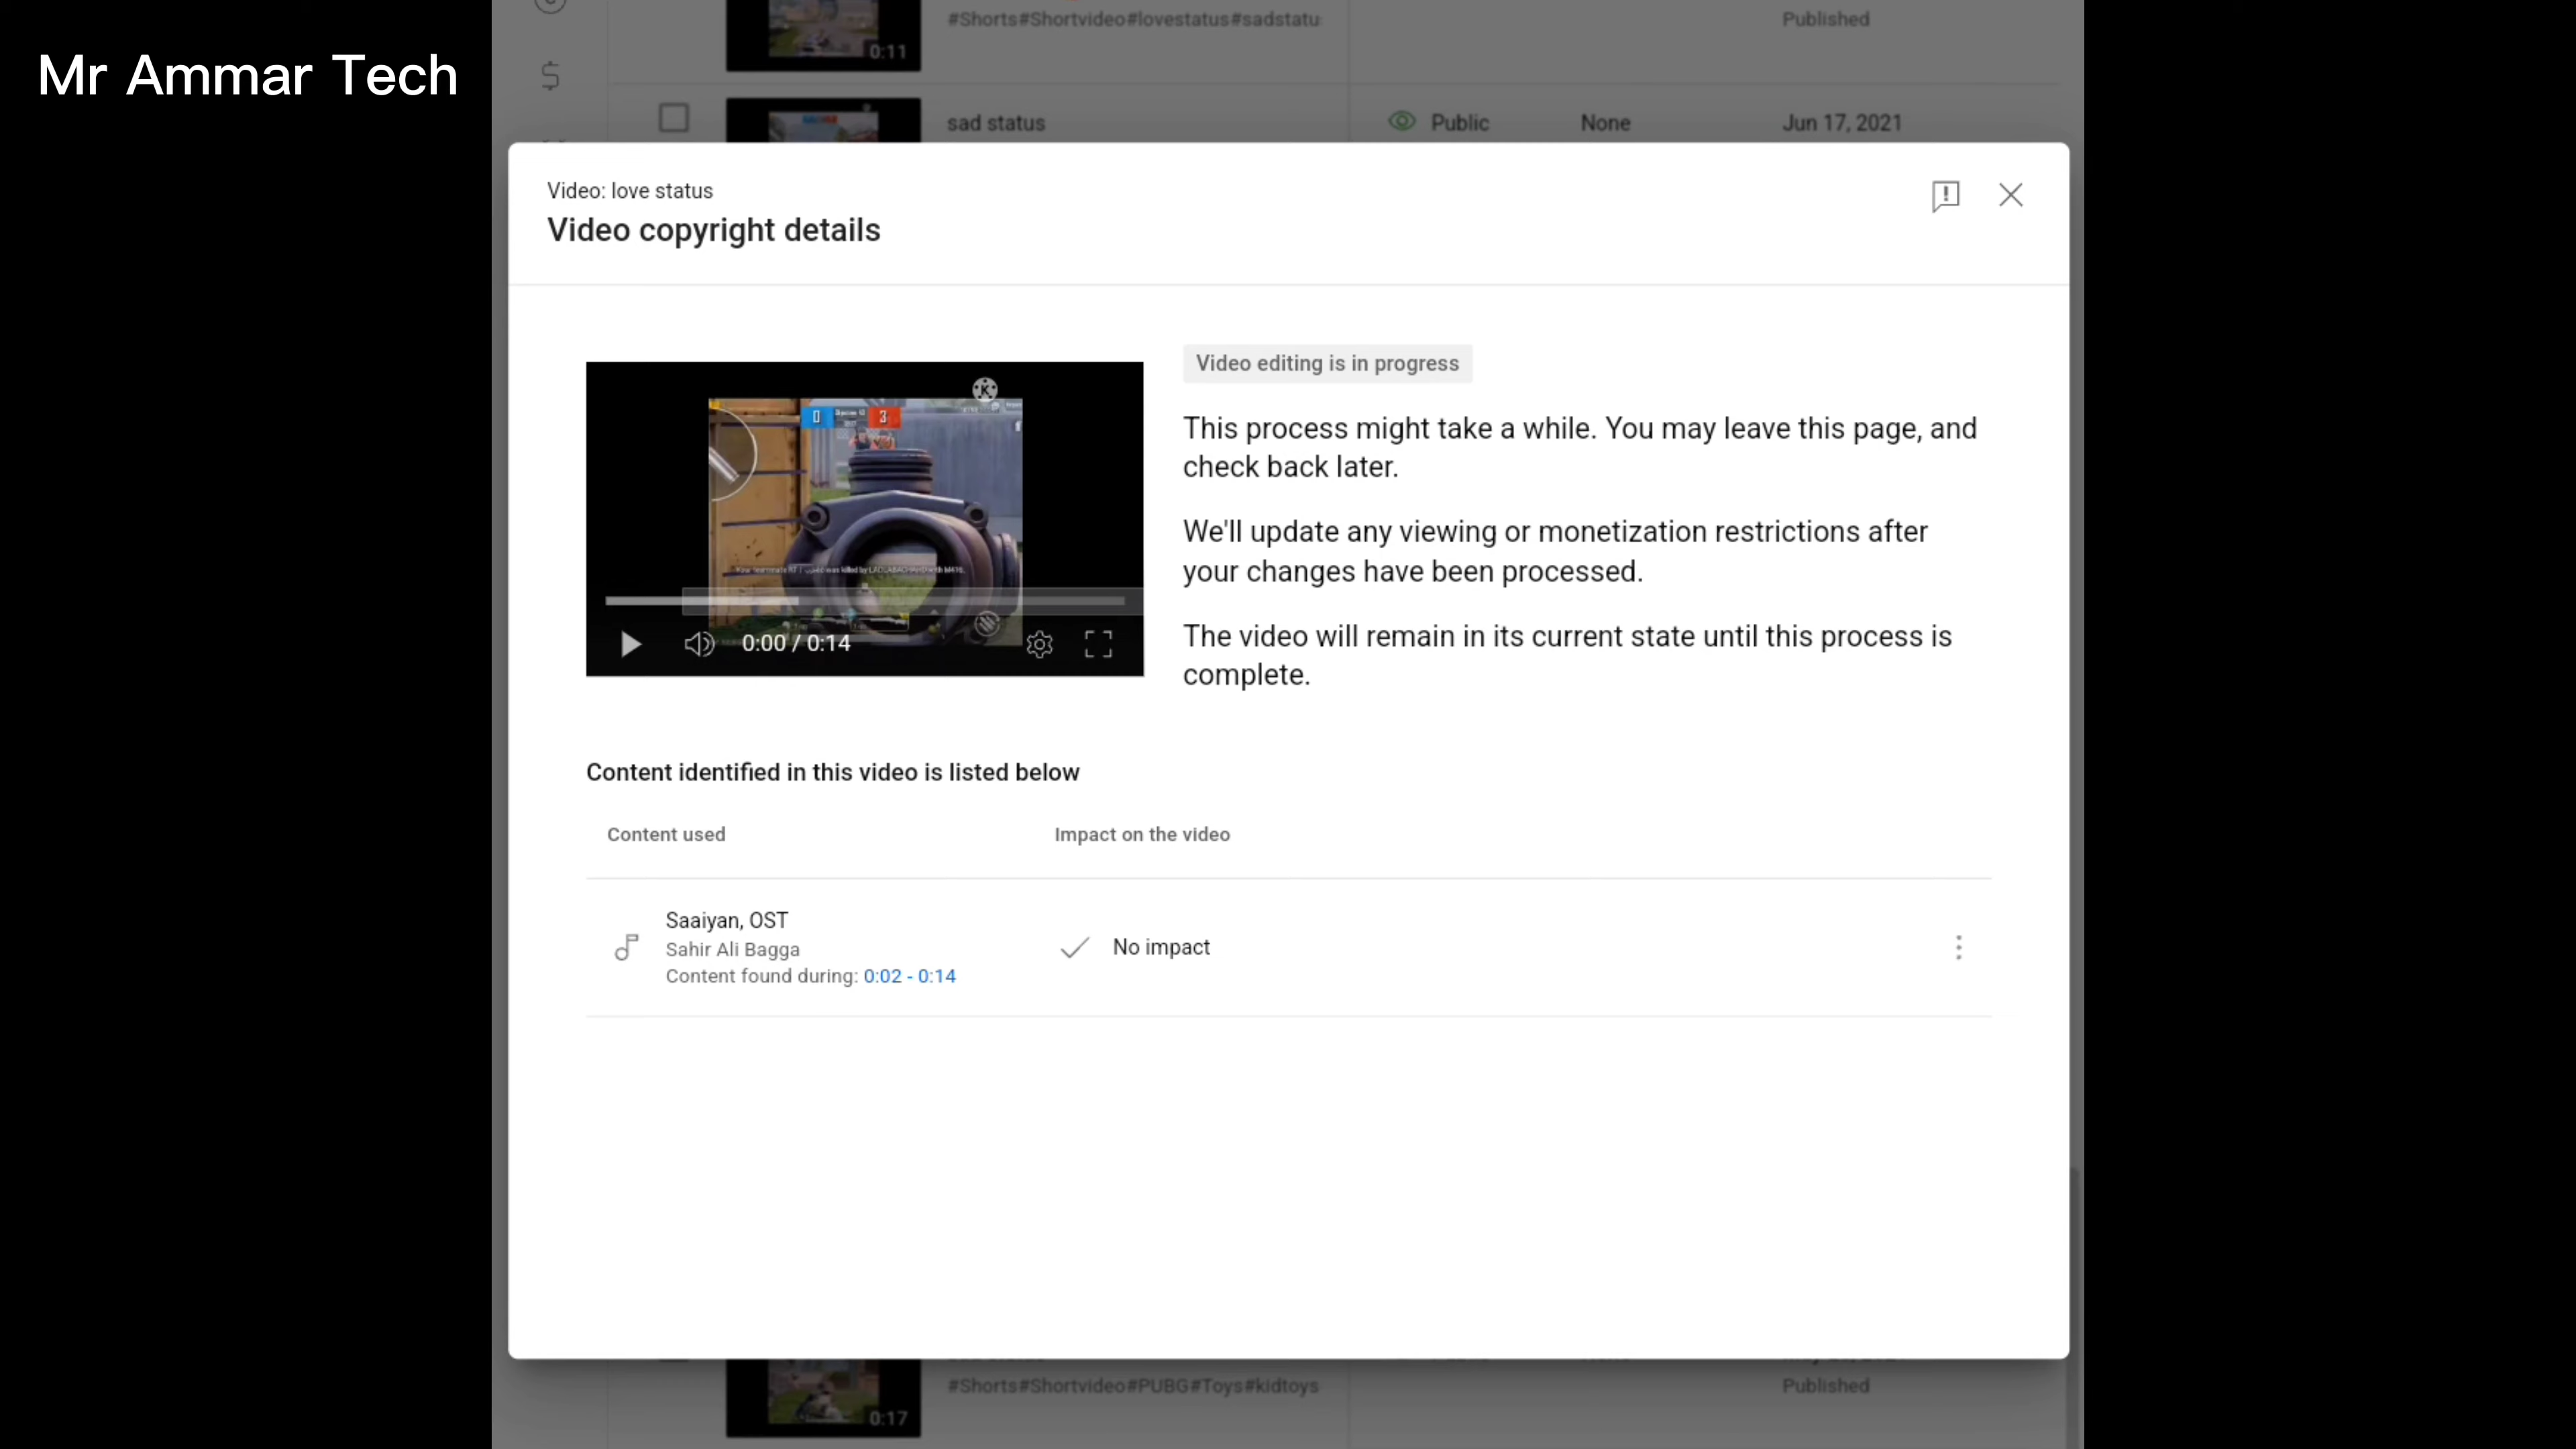 Mr Ammar Tech
#Shorts#Shortvideo#lovestatus#sadstatu
Published
0:11
sad status
Public
None
Jun 17, 2021
Video: love status
Video copyright details
Video editing is in progress
This process might take a while. You may leave this page, and
check back later.
We'll update any viewing or monetization restrictions after
your changes have been processed.
The video will remain in its current state until this process is
complete.
0
3
0:00 / 0:14
Content identified in this video is listed below
Content used
Impact on the video
Saaiyan, OST
Sahir Ali Bagga
Content found during: 0:02 - 0:14
No impact
#Shorts#Shortvideo#PUBG#Toys#kidtoys
Published
0:17